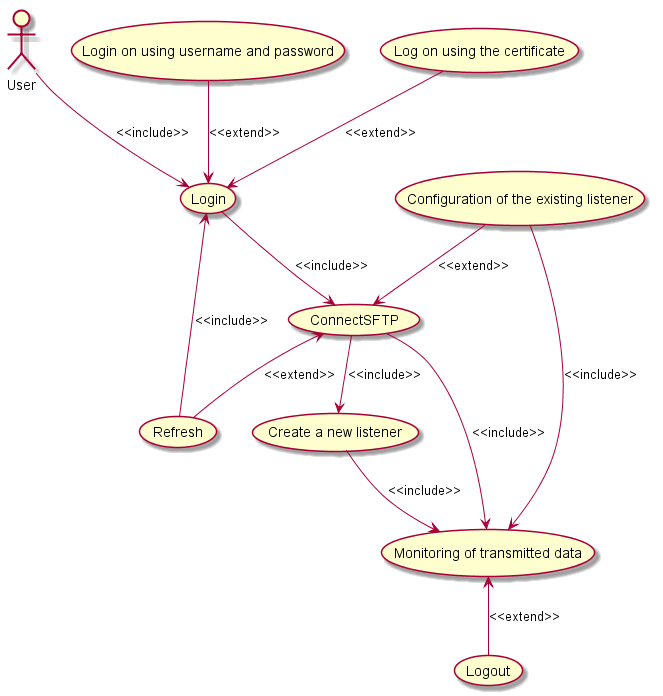 Login on using username and password
Log on using the certificate
User
<<include>>
<<extend>>
<<extend>>
Login
Configuration of the existing listener
<<include>>
<<extend>>
<<include>>
ConnectSFTP
<<extend>>
<<include>>
<<include>>
Refresh
Create a new listener
<<include>>
<<include>>
Monitoring of transmitted data
<<extend>>
Logout